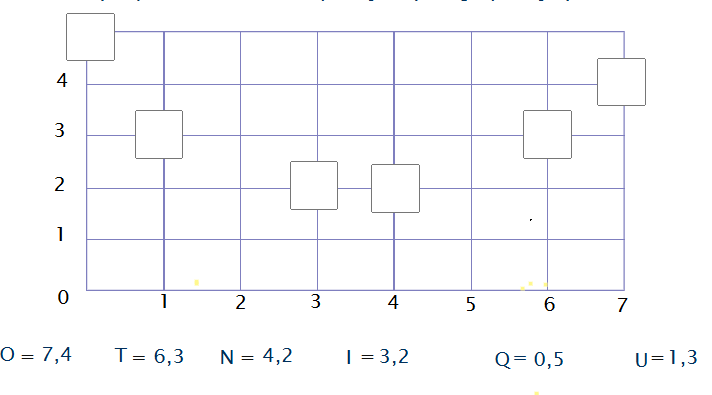 4
3
2
1
0 1 2 3 4 5 6 7
O = 7,4 T = 6,3 N = 4,2 I = 3,2 Q = 0,5 U = 1,3